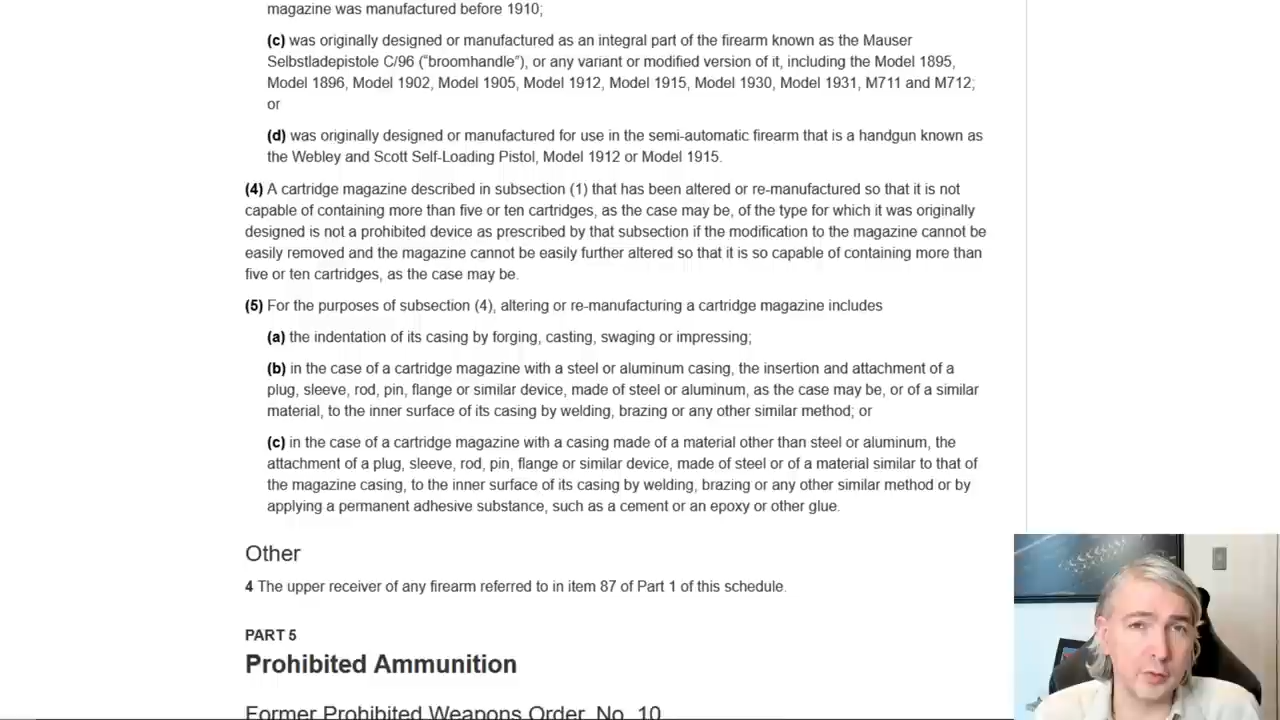 magazine was manufactured before 1910;
(c) was originally designed or manufactured as an integral part of the firearm known as the Mauser
Selbstladepistole C/96 (“broomhandle”), or any variant or modified version of it, including the Model 1895,
Model 1896, Model 1902, Model 1905, Model 1912, Model 1915, Model 1930, Model 1931, M711 and M712;
or
(d) was originally designed or manufactured for use in the semi-automatic firearm that is a handgun known as
the Webley and Scott Self-Loading Pistol, Model 1912 or Model 1915.
(4) A cartridge magazine described in subsection (1) that has been altered or re-manufactured so that it is not
capable of containing more than five or ten cartridges, as the case may be, of the type for which it was originally
designed is not a prohibited device as prescribed by that subsection if the modification to the magazine cannot be
easily removed and the magazine cannot be easily further altered so that it is so capable of containing more than
five or ten cartridges, as the case may be.
(5) For the purposes of subsection (4), altering or re-manufacturing a cartridge magazine includes
(a) the indentation of its casing by forging, casting, swaging or impressing;
(b) in the case of a cartridge magazine with a steel or aluminum casing, the insertion and attachment of a
plug, sleeve, rod, pin, flange or similar device, made of steel or aluminum, as the case may be, or of a similar
material, to the inner surface of its casing by welding, brazing or any other similar method; or
(c) in the case of a cartridge magazine with a casing made of a material other than steel or aluminum, the
attachment of a plug, sleeve, rod, pin, flange or similar device, made of steel or of a material similar to that of
the magazine casing, to the inner surface of its casing by welding, brazing or any other similar method or by
applying a permanent adhesive substance, such as a cement or an epoxy or other glue.
Other
4 The upper receiver of any firearm referred to in item 87 of Part 1 of this schedule.
PART 5
Prohibited Ammunition
Former Prohibited Weapons Order, No. 10